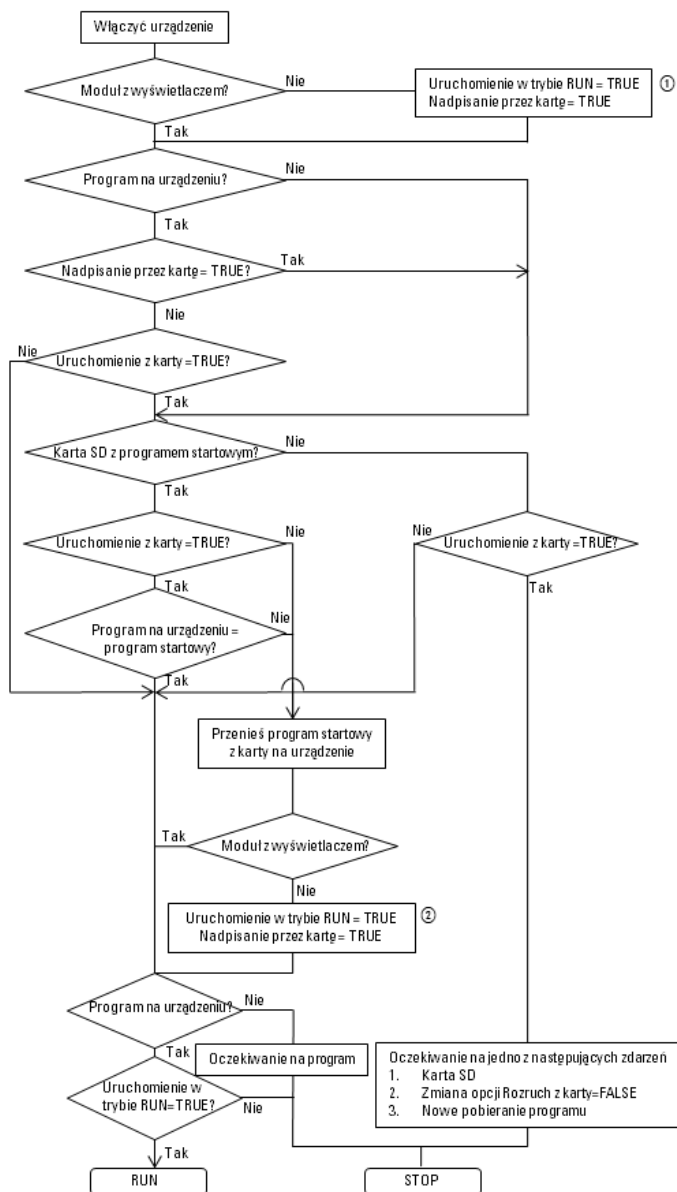 Włączyć urządzenie
Moduł z wyświetlaczem?
Nie
Uruchomienie w trybie RUN = TRUE
Nadpisanie przez kartę = TRUE
①
Tak
Program na urządzeniu?
Nie
Tak
Nadpisanie przez kartę = TRUE?
Tak
Nie
Nie
Uruchomienie z karty =TRUE?
Tak
Karta SD z programem startowym?
Nie
Tak
Uruchomienie z karty =TRUE?
Nie
Nie
Uruchomienie z karty =TRUE?
Tak
Tak
Program na urządzeniu =
program startowy?
Nie
Tak
Przenieś program startowy
z karty na urządzenie
Tak
Moduł z wyświetlaczem?
Nie
Uruchomienie w trybie RUN = TRUE
Nadpisanie przez kartę = TRUE
②
Program na urządzeniu?
Nie
Tak
Oczekiwanie na program
Oczekiwanie na jedno z następujących zdarzeń
1. Karta SD
2. Zmiana opcji Rozruch z karty=FALSE
3. Nowe pobieranie programu
Uruchomienie w
trybie RUN=TRUE?
Nie
Tak
RUN
STOP